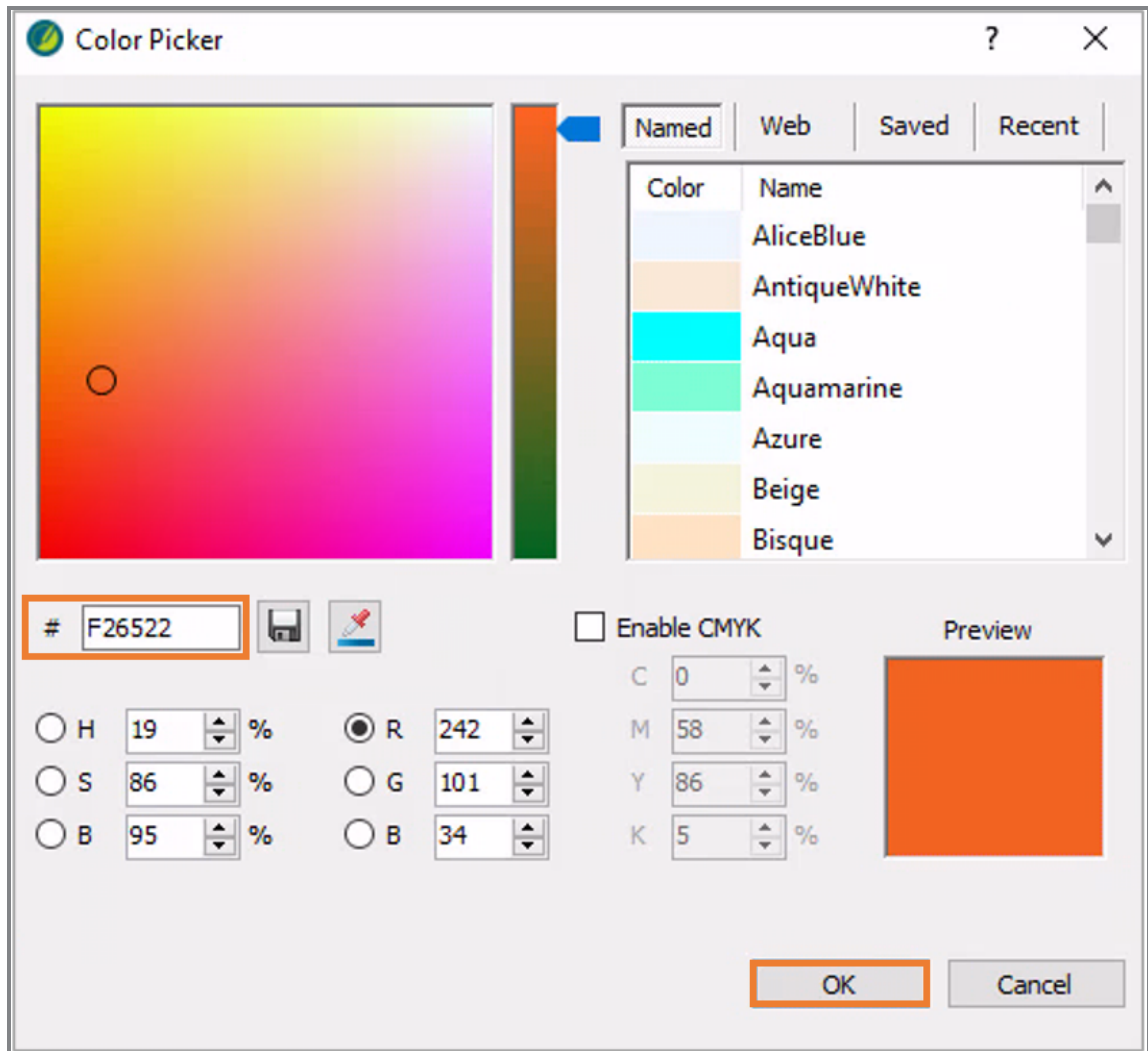 Color Picker ?
Named Web Saved Recent
Color Name
AliceBlue
AntiqueWhite
Aqua
Aquamarine
Azure
Beige
Bisque
# F26522
Enable CMYK
Preview
C 0 %
M 58 %
Y 86 %
K 5 %
H 19 %
S 86 %
B 95 %
R 242
G 101
B 34
OK Cancel